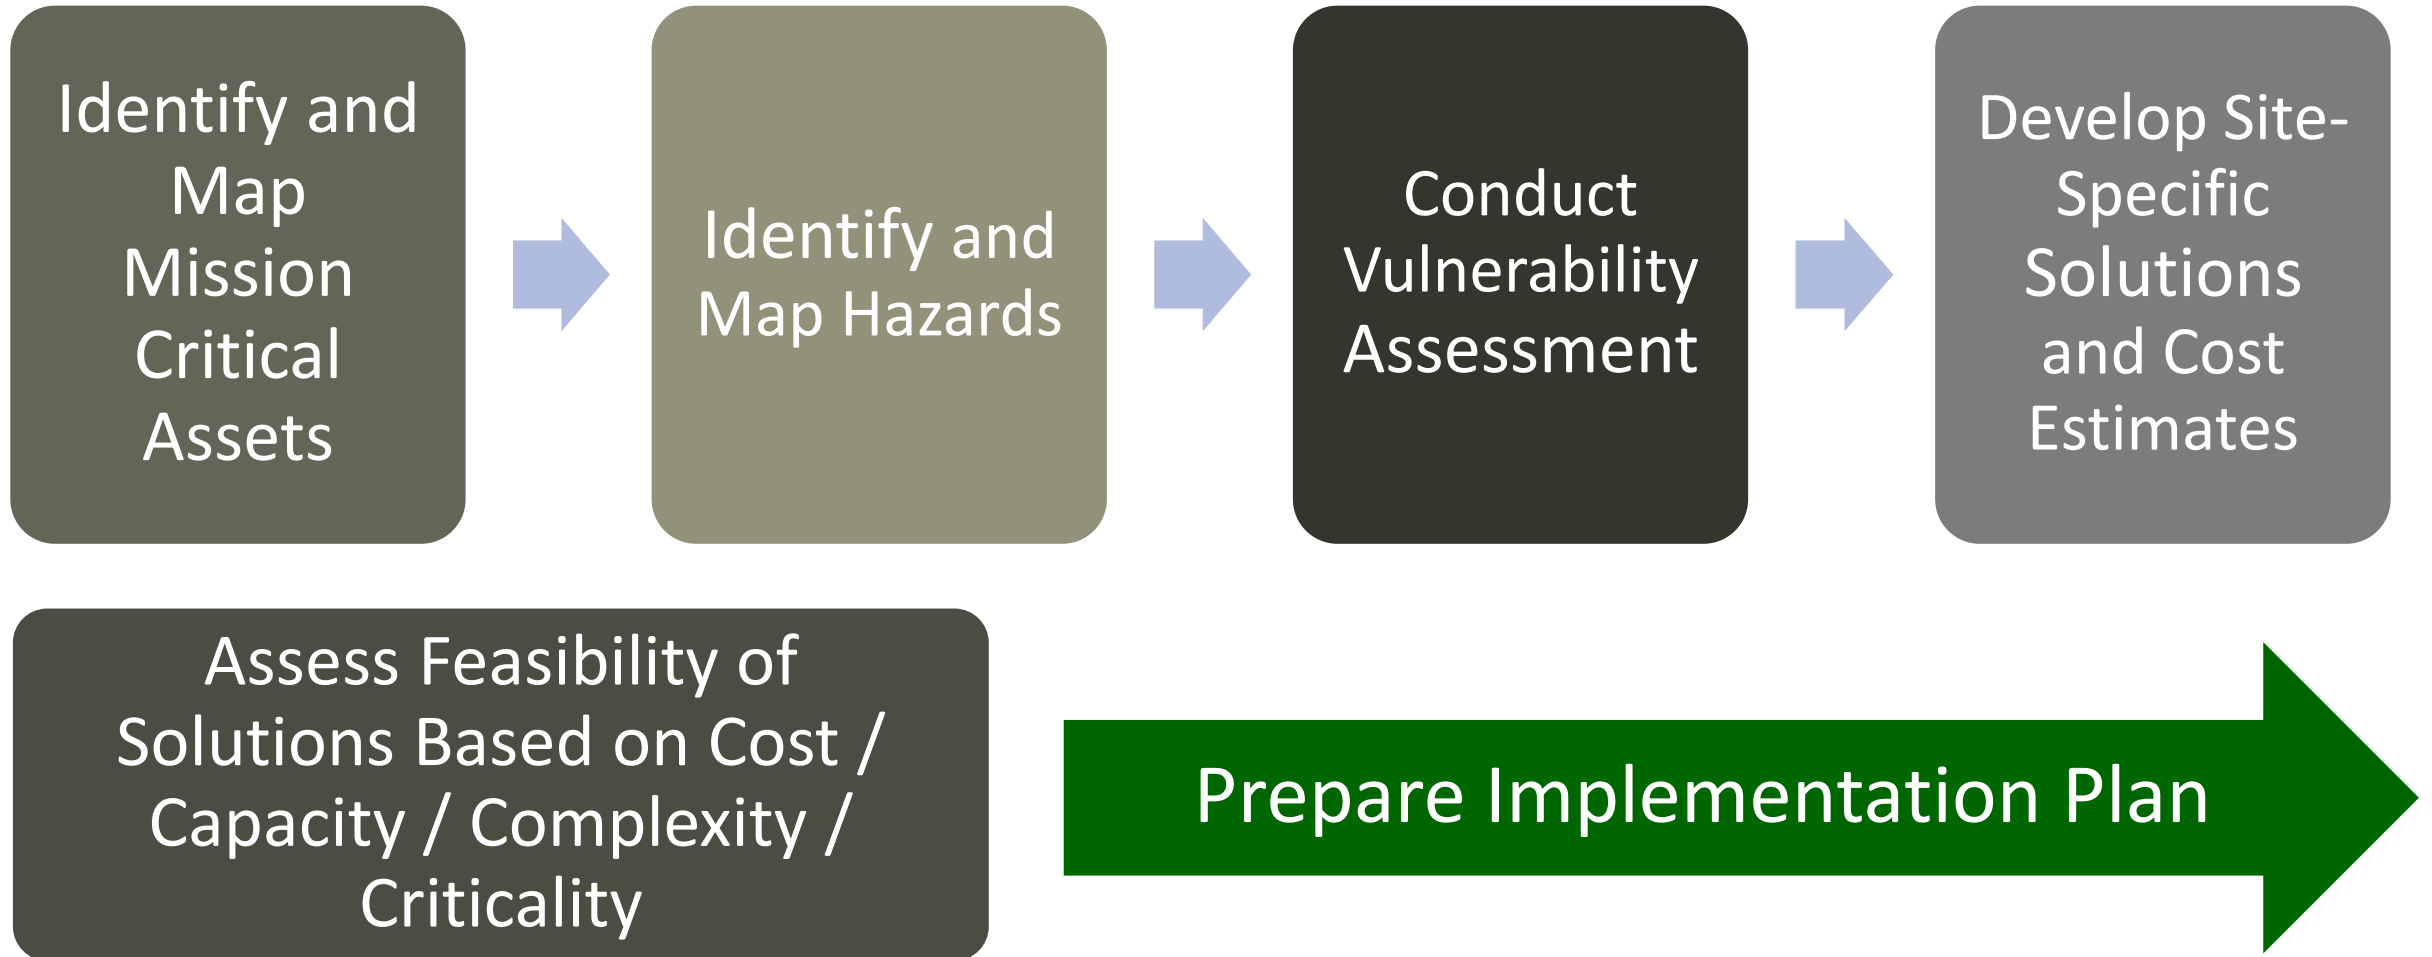 Identify and
Map
Mission
Critical
Assets
Identify and
Map Hazards
Conduct
Vulnerability
Assessment
Develop Site-
Specific
Solutions
and Cost
Estimates
Assess Feasibility of
Solutions Based on Cost /
Capacity / Complexity /
Criticality
Prepare Implementation Plan